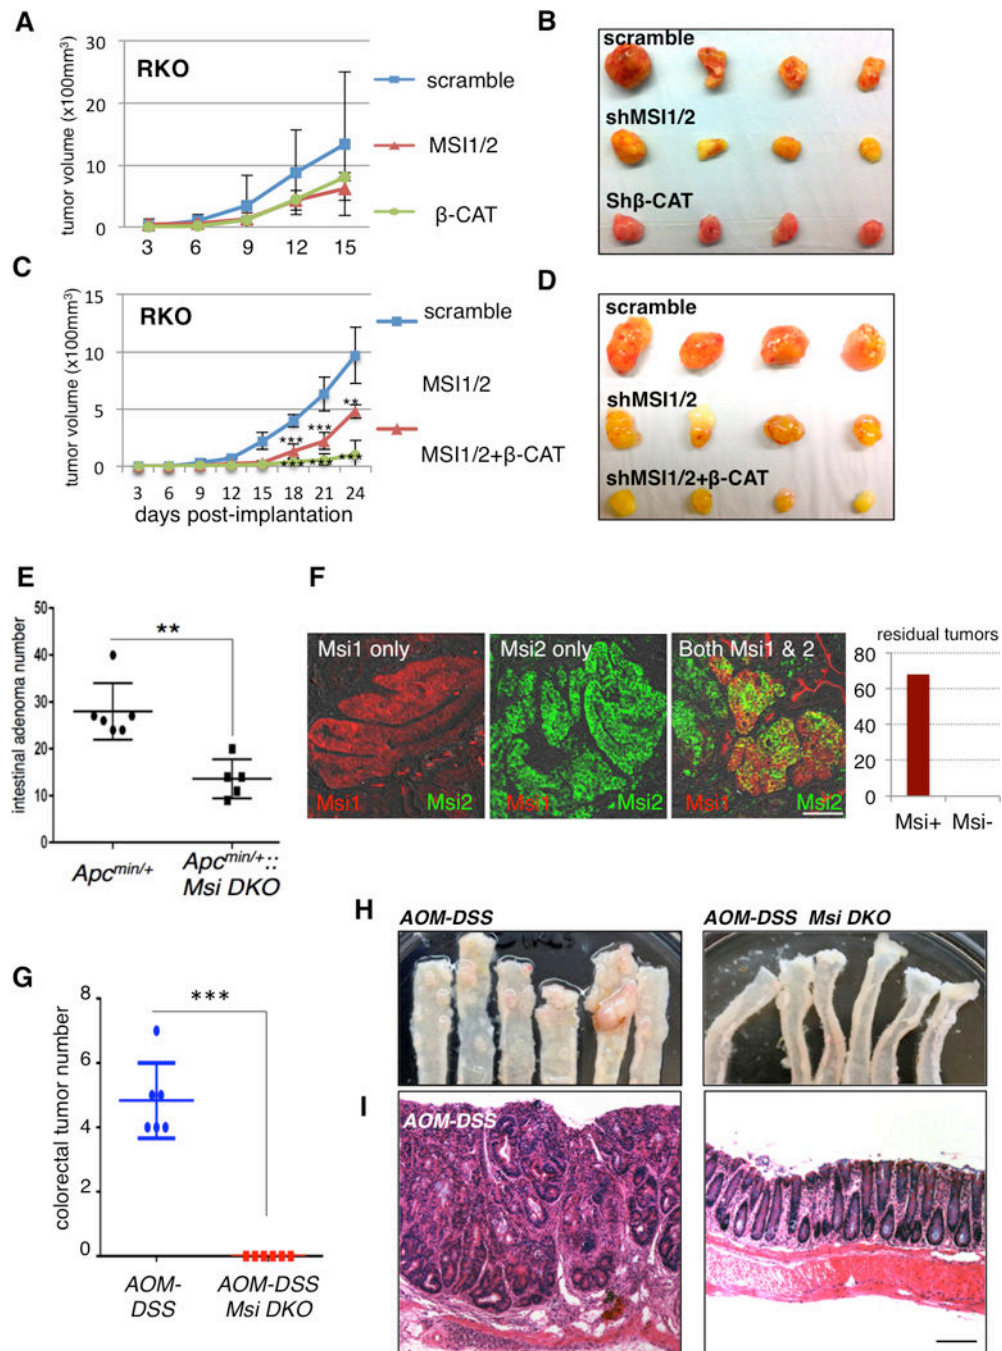 A
tumor volume (x100mm³)
30
20
10
0
RKO
3 6 9 12 15
scramble
MSI1/2
β-CAT
B
scramble
shMSI1/2
Shβ-CAT
C
tumor volume (x100mm³)
15
10
5
0
RKO
*** *** **
*** *** ***
3 6 9 12 15 18 21 24
days post-implantation
scramble
MSI1/2
MSI1/2+β-CAT
D
scramble
shMSI1/2
shMSI1/2+β-CAT
E
intestinal adenoma number
50
40
30
20
10
0
**
Apc^min/+
Apc^min/+::
Msi DKO
F
Msi1 only
Msi1 Msi2
Msi2 only
Msi1 Msi2
Both Msi1 & 2
Msi1 Msi2
residual tumors
80
60
40
20
0
Msi+ Msi-
G
colorectal tumor number
8
6
4
2
0
***
AOM-
DSS
AOM-DSS
Msi DKO
H
AOM-DSS
AOM-DSS Msi DKO
I
AOM-DSS